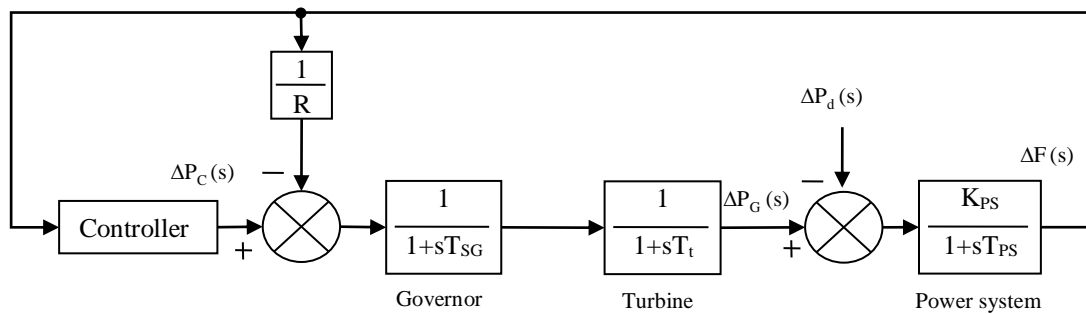 1
R
ΔP_d(s)
ΔF(s)
ΔP_C(s)
−
−
Controller
+
1
1+sT_SG
1
1+sT_t
ΔP_G(s)
+
K_PS
1+sT_PS
Governor
Turbine
Power system